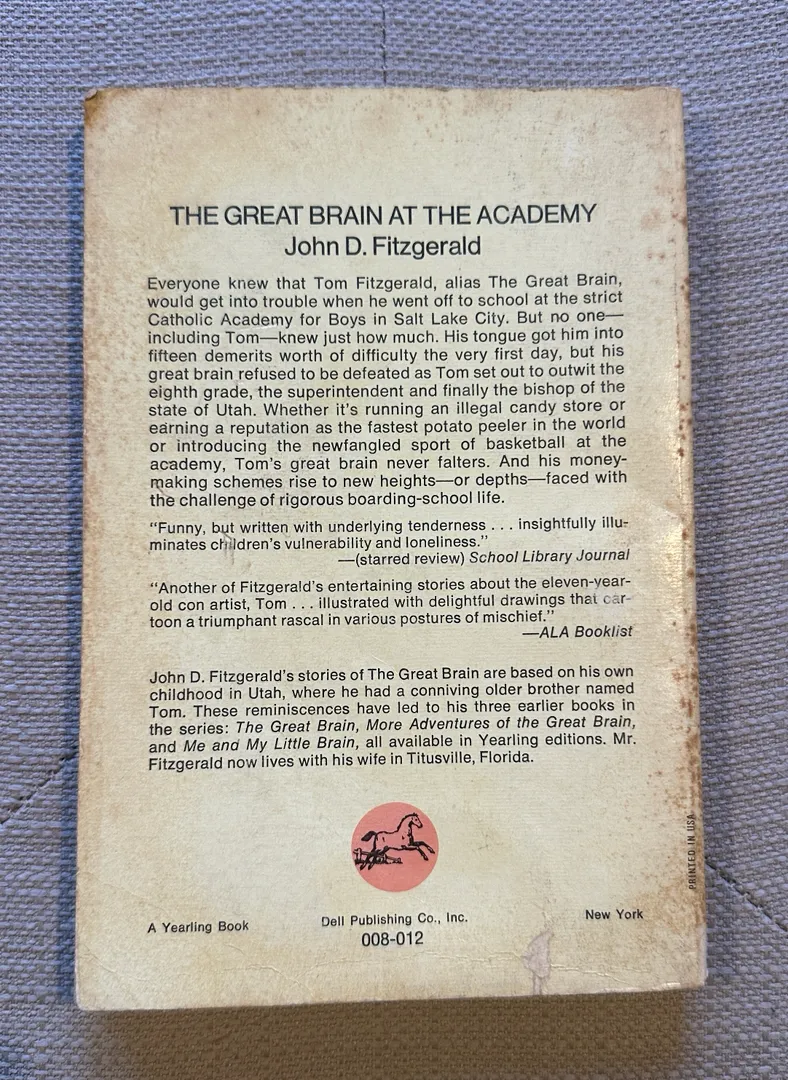 THE GREAT BRAIN AT THE ACADEMY
John D. Fitzgerald
Everyone knew that Tom Fitzgerald, alias The Great Brain,
would get into trouble when he went off to school at the strict
Catholic Academy for Boys in Salt Lake City. But no one—
including Tom—knew just how much. His tongue got him into
fifteen demerits worth of difficulty the very first day, but his
great brain refused to be defeated as Tom set out to outwit the
eighth grade, the superintendent and finally the bishop of the
state of Utah. Whether it's running an illegal candy store or
earning a reputation as the fastest potato peeler in the world
or introducing the newfangled sport of basketball at the
academy, Tom's great brain never falters. And his money-
making schemes rise to new heights—or depths—faced with
the challenge of rigorous boarding-school life.
“Funny, but written with underlying tenderness . . . insightfully illu-
minates children's vulnerability and loneliness.”
—(starred review) School Library Journal
“Another of Fitzgerald's entertaining stories about the eleven-year-
old con artist, Tom . . . illustrated with delightful drawings that car-
toon a triumphant rascal in various postures of mischief.”
—ALA Booklist
John D. Fitzgerald's stories of The Great Brain are based on his own
childhood in Utah, where he had a conniving older brother named
Tom. These reminiscences have led to his three earlier books in
the series: The Great Brain, More Adventures of the Great Brain,
and Me and My Little Brain, all available in Yearling editions. Mr.
Fitzgerald now lives with his wife in Titusville, Florida.
PRINTED IN USA
A Yearling Book
Dell Publishing Co., Inc.
New York
008-012